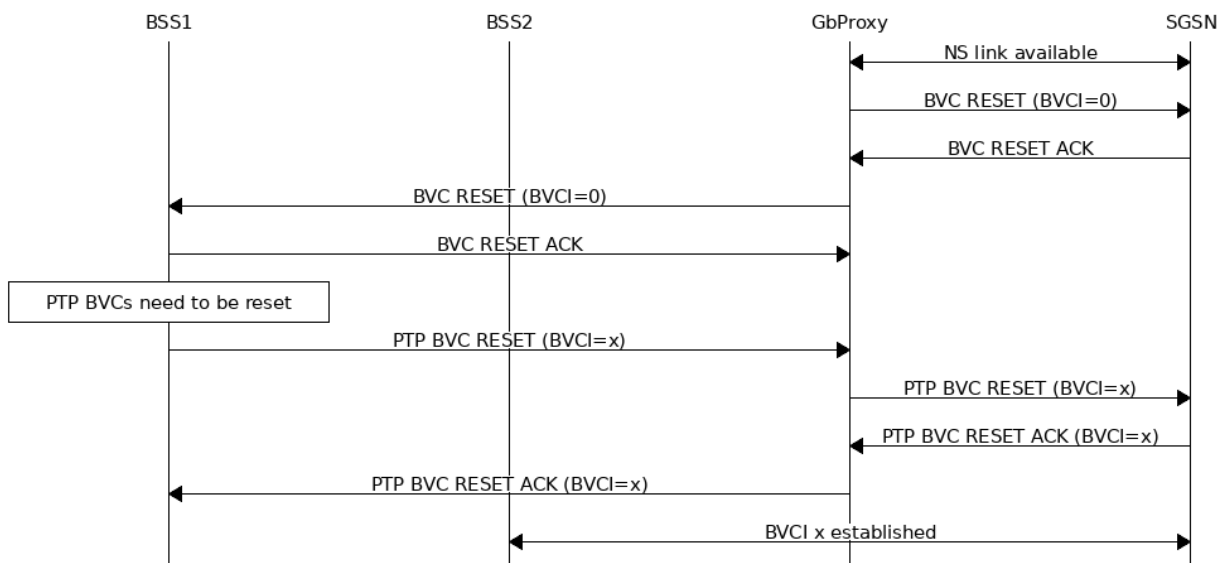 BSS1 BSS2 GbProxy SGSN
NS link available
BVC RESET (BVCI=0)
BVC RESET ACK
BVC RESET (BVCI=0)
BVC RESET ACK
PTP BVCs need to be reset
PTP BVC RESET (BVCI=x)
PTP BVC RESET (BVCI=x)
PTP BVC RESET ACK (BVCI=x)
PTP BVC RESET ACK (BVCI=x)
BVCI x established